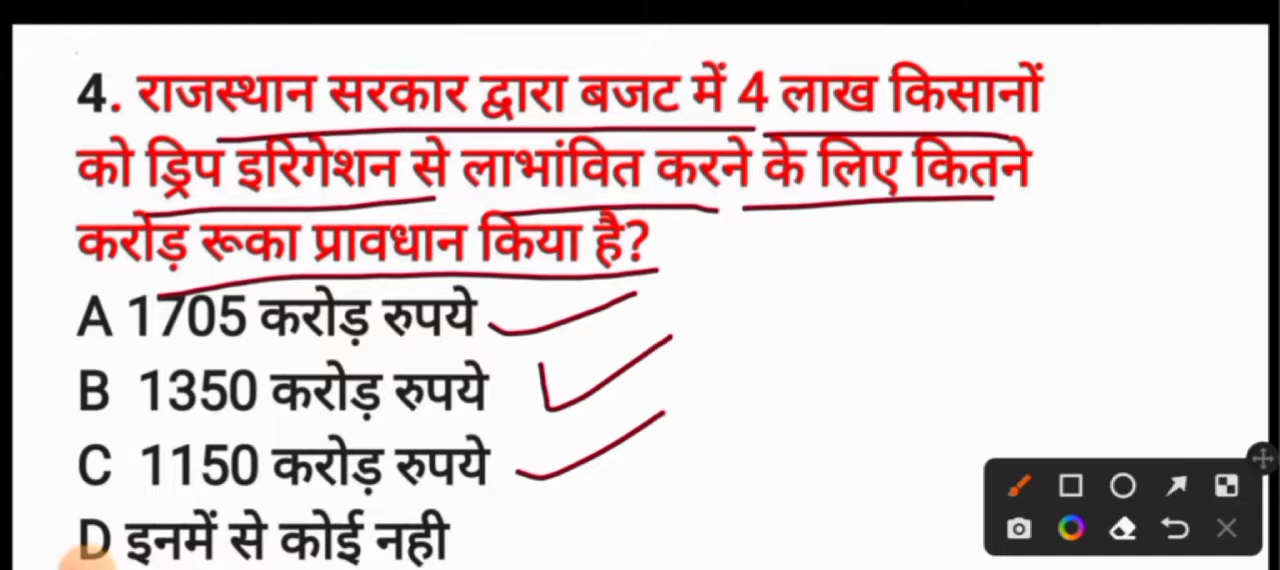 4. राजस्थान सरकार द्वारा बजट में 4 लाख किसानों
को ड्रिप इरिगेशन से लाभांवित करने के लिए कितने
करोड़ रूका प्रावधान किया है?
A 1705 करोड़ रुपये
B 1350 करोड़ रुपये
C 1150 करोड़ रुपये
D इनमें से कोई नही